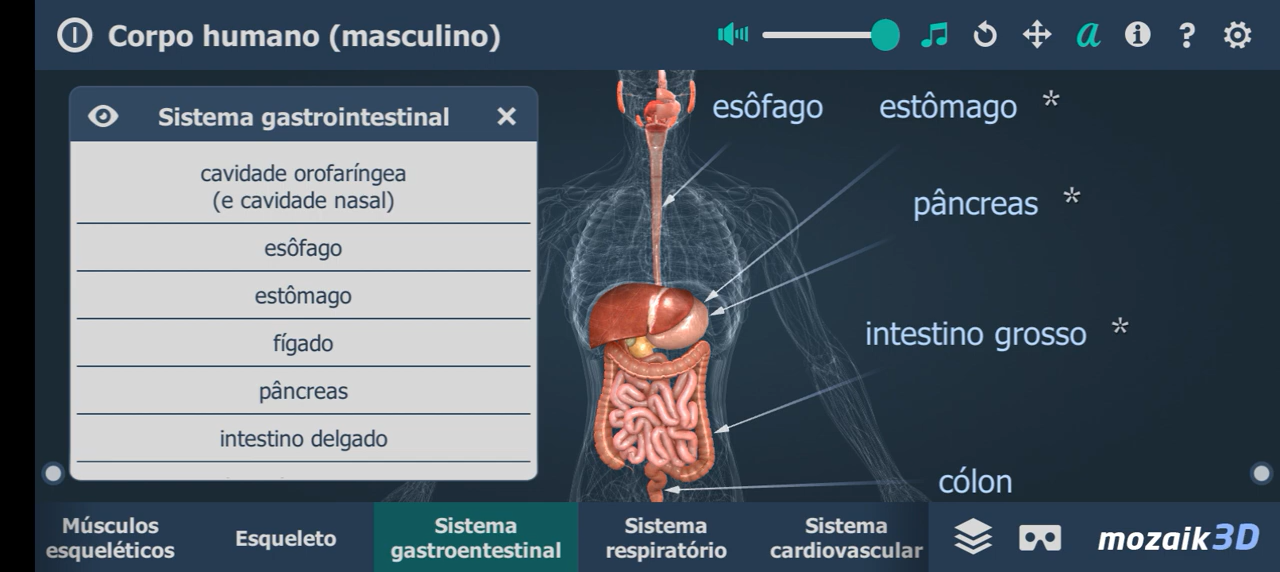 Corpo humano (masculino)
Sistema gastrointestinal
cavidade orofaríngea
(e cavidade nasal)
esôfago
estômago
fígado
pâncreas
intestino delgado
esôfago
estômago *
pâncreas *
intestino grosso *
cólon
Músculos
esqueléticos
Esqueleto
Sistema
gastroentestinal
Sistema
respiratório
Sistema
cardiovascular
mozaik3D